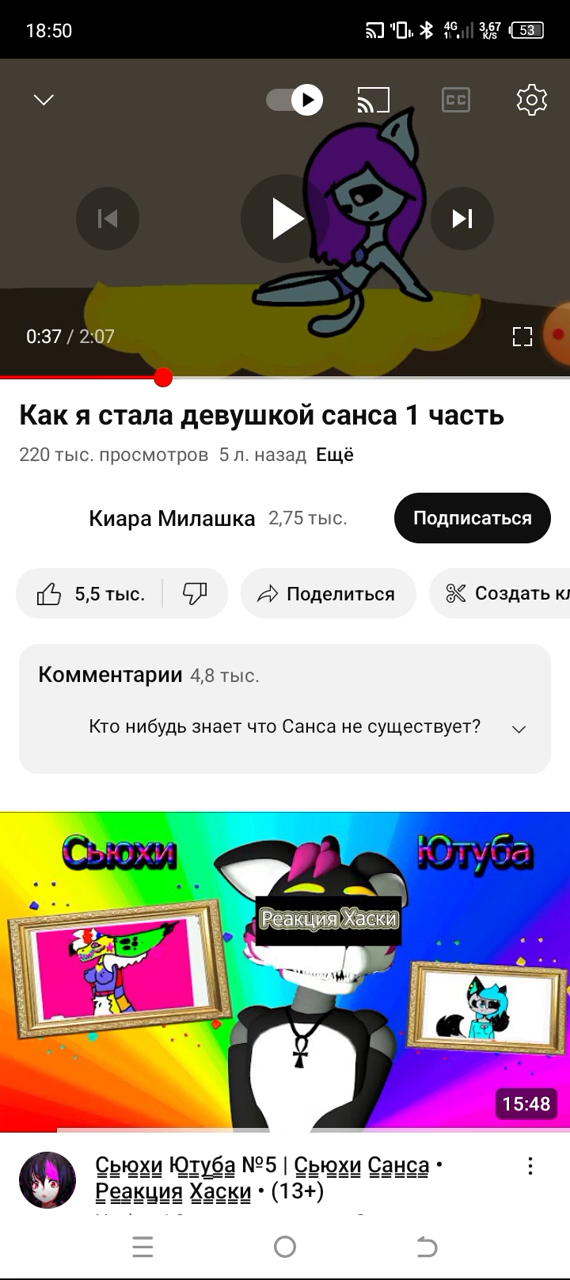 18:50
4G
3,67
K/S
53
CC
0:37 / 2:07
Как я стала девушкой санса 1 часть
220 тыс. просмотров 5 л. назад Ещё
Киара Милашка 2,75 тыс. Подписаться
5,5 тыс. Поделиться Создать кл
Комментарии 4,8 тыс.
Кто нибудь знает что Санса не существует?
Сьюхи Ютуба
Реакция Хаски
15:48
Сьюхи Ютуба №5 | Сьюхи Санса •
Реакция Хаски • (13+)